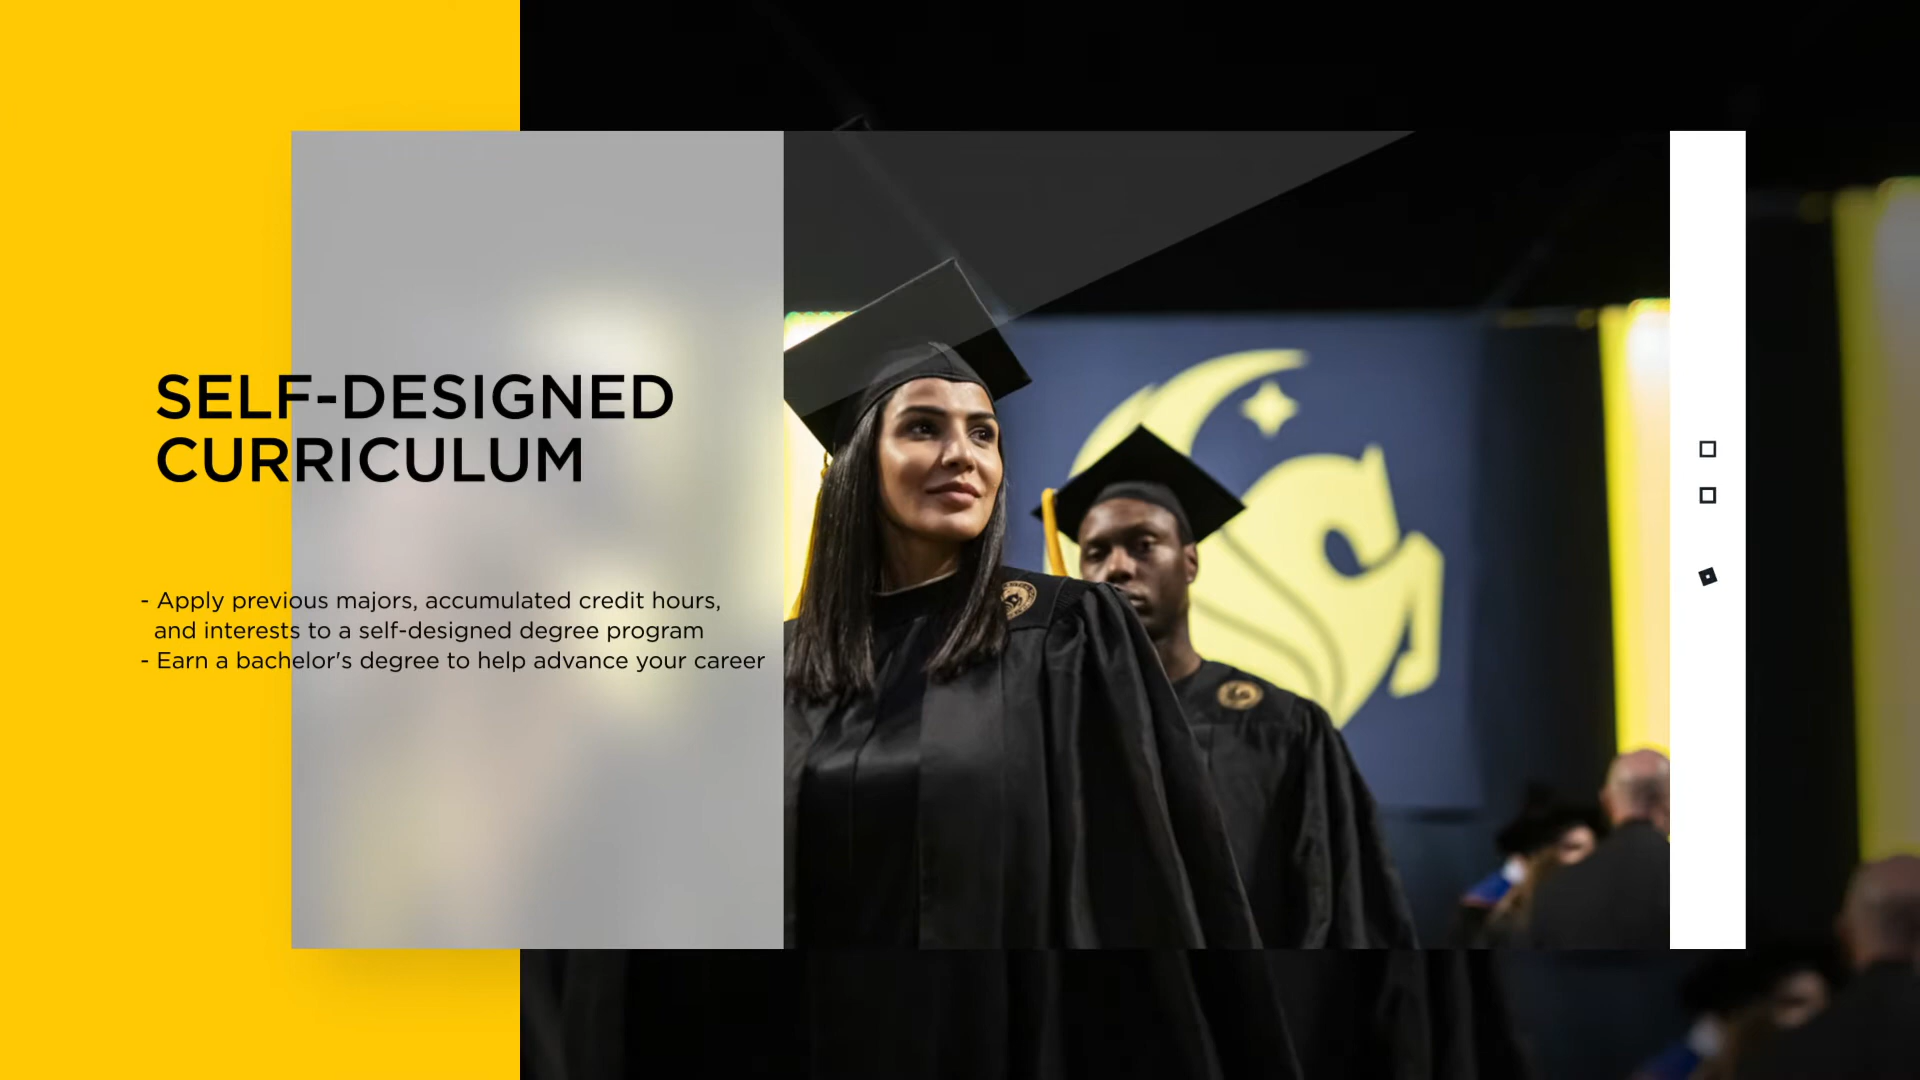 SELF-DESIGNED
CURRICULUM
- Apply previous majors, accumulated credit hours,
and interests to a self-designed degree program
- Earn a bachelor's degree to help advance your career